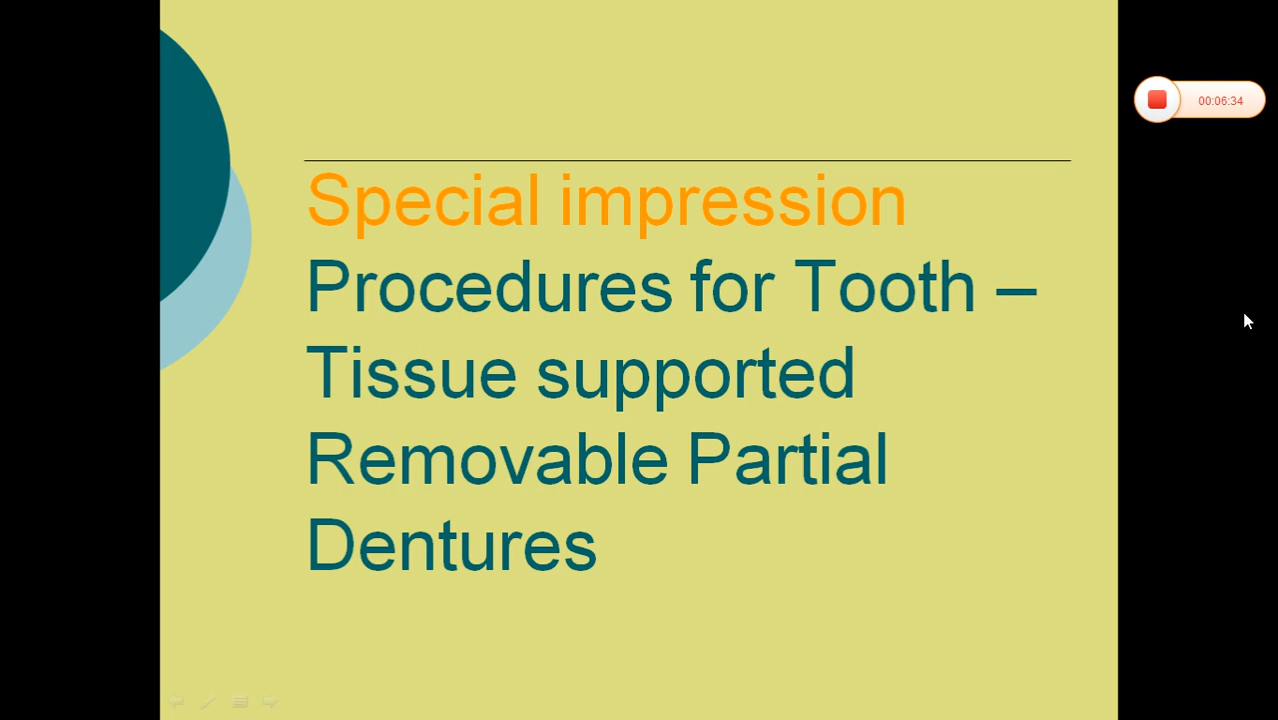 Special impression
Procedures for Tooth –
Tissue supported
Removable Partial
Dentures
00:06:34